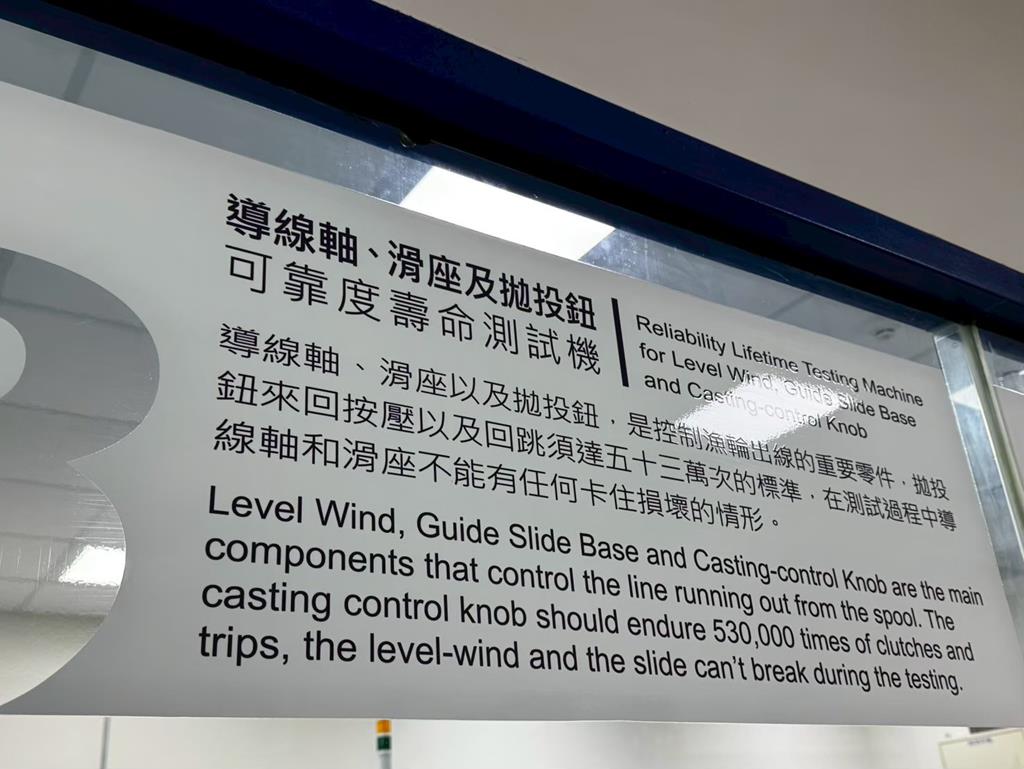 導線軸、滑座及拋投鈕
可靠度壽命測試機
Reliability Lifetime Testing Machine
for Level Wind, Guide Slide Base
and Casting-control Knob
導線軸、滑座以及拋投鈕，是控制漁輪出線的重要零件，拋投
鈕來回按壓以及回跳須達五十三萬次的標準，在測試過程中導
線軸和滑座不能有任何卡住損壞的情形。
Level Wind, Guide Slide Base and Casting-control Knob are the main
components that control the line running out from the spool. The
casting control knob should endure 530,000 times of clutches and
trips, the level-wind and the slide can't break during the testing.